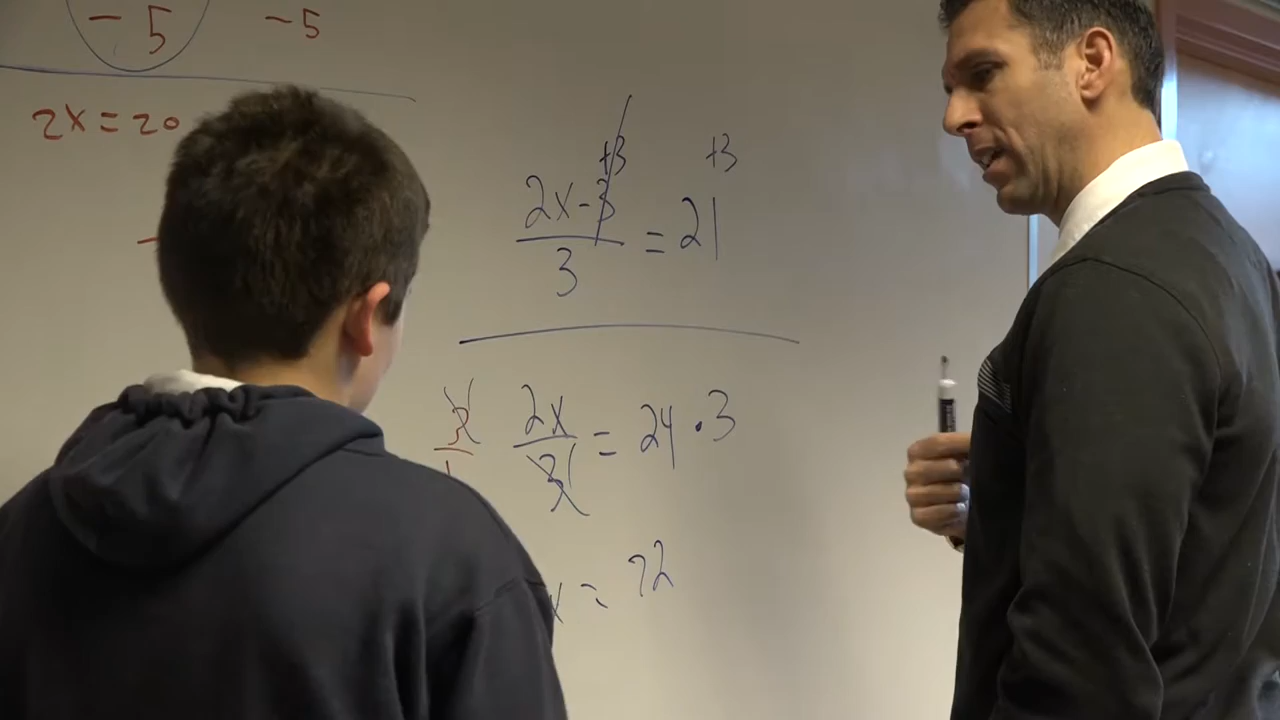 -5 -5
2x=20
+3 +3
2x-3 = 21
3
3 2x = 24 · 3
1 3
x = 72